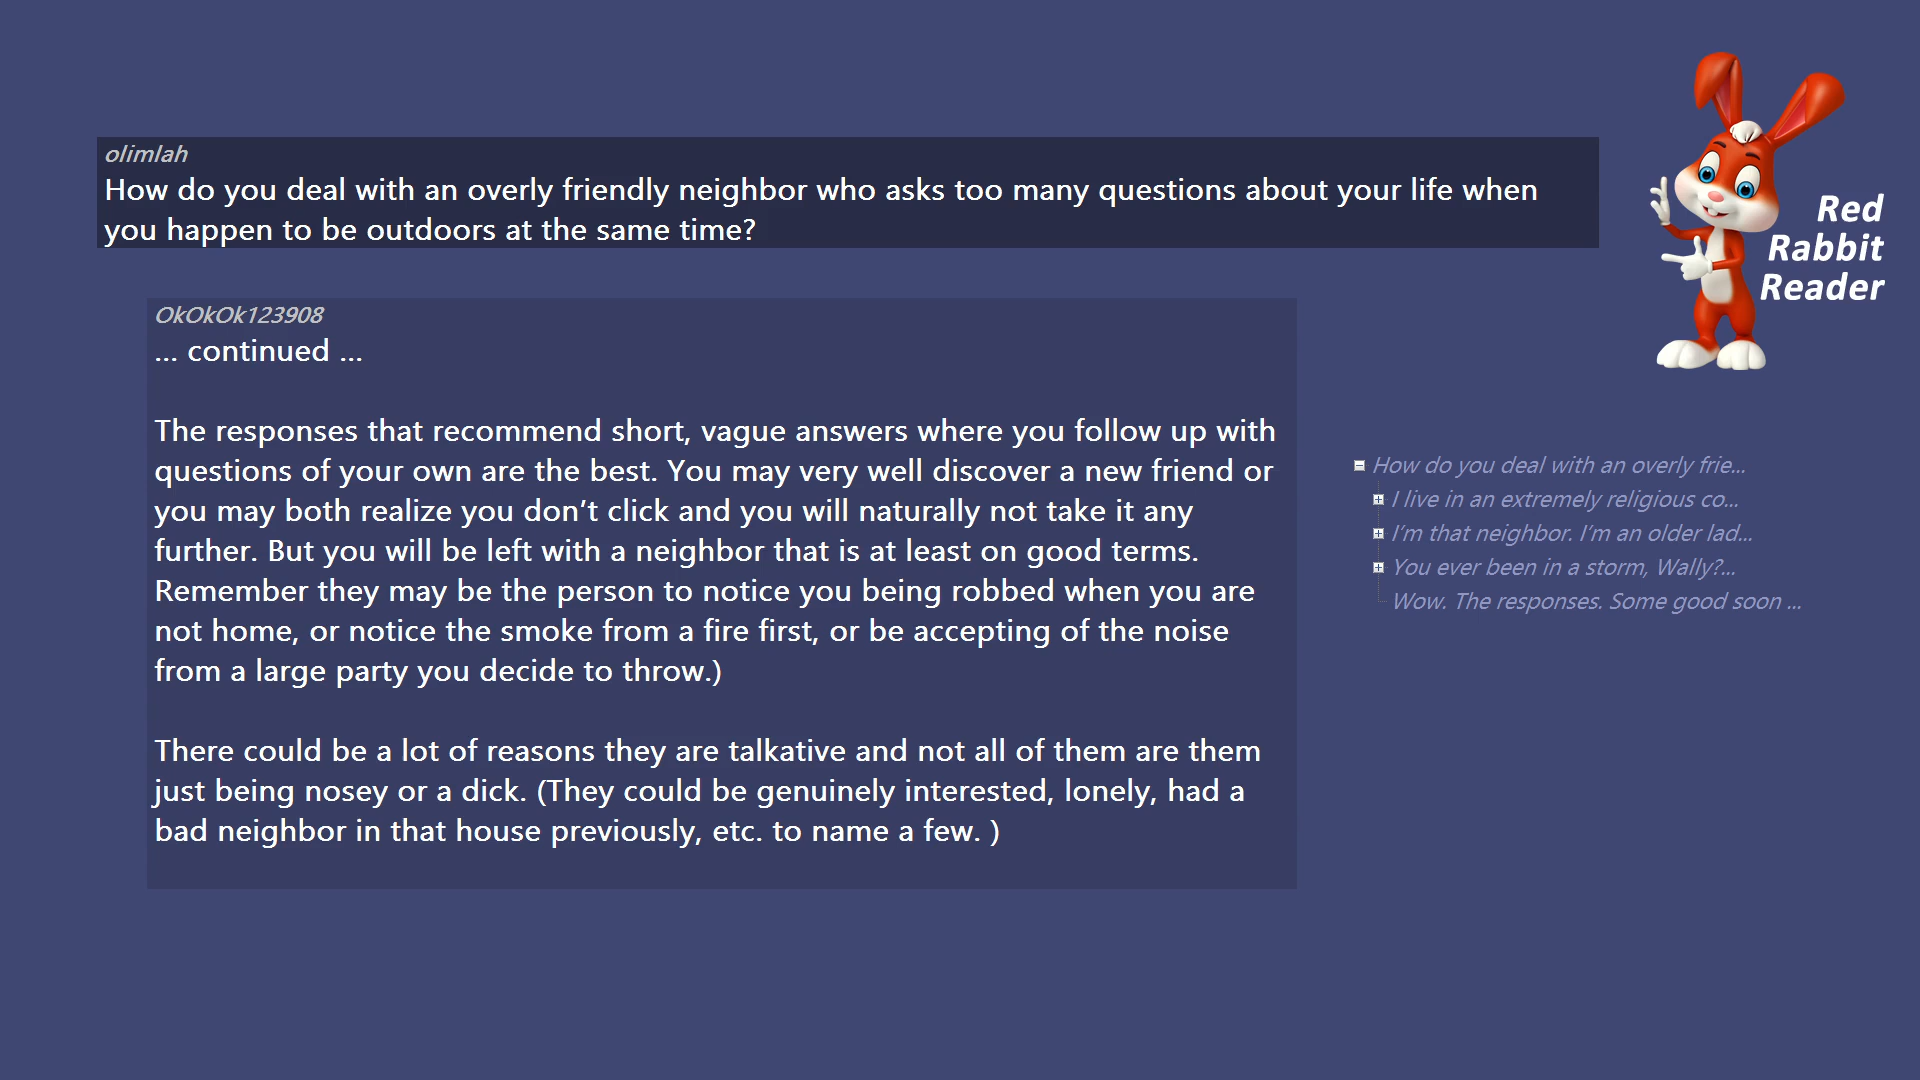 olimlah
How do you deal with an overly friendly neighbor who asks too many questions about your life when
you happen to be outdoors at the same time?
Red
Rabbit
Reader
OkOkOk123908
... continued ...
The responses that recommend short, vague answers where you follow up with
questions of your own are the best. You may very well discover a new friend or
you may both realize you don’t click and you will naturally not take it any
further. But you will be left with a neighbor that is at least on good terms.
Remember they may be the person to notice you being robbed when you are
not home, or notice the smoke from a fire first, or be accepting of the noise
from a large party you decide to throw.)
There could be a lot of reasons they are talkative and not all of them are them
just being nosey or a dick. (They could be genuinely interested, lonely, had a
bad neighbor in that house previously, etc. to name a few. )
How do you deal with an overly frie...
I live in an extremely religious co...
I’m that neighbor. I’m an older lad...
You ever been in a storm, Wally?...
Wow. The responses. Some good soon ...